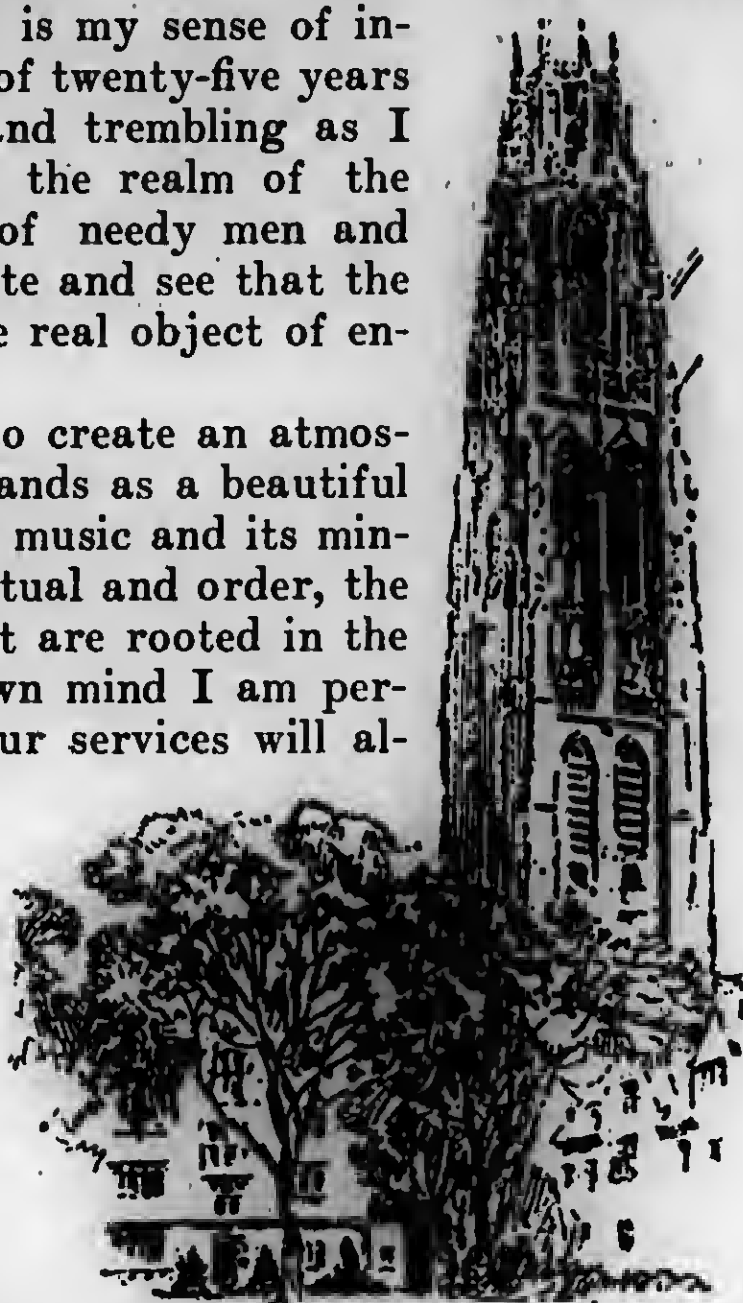 is my sense of in-
of twenty-five years
nd trembling as I
the realm of the
of needy men and
te and see that the
e real object of en-
o create an atmos-
ands as a beautiful
music and its min-
tual and order, the
t are rooted in the
wn mind I am per-
ur services will al-